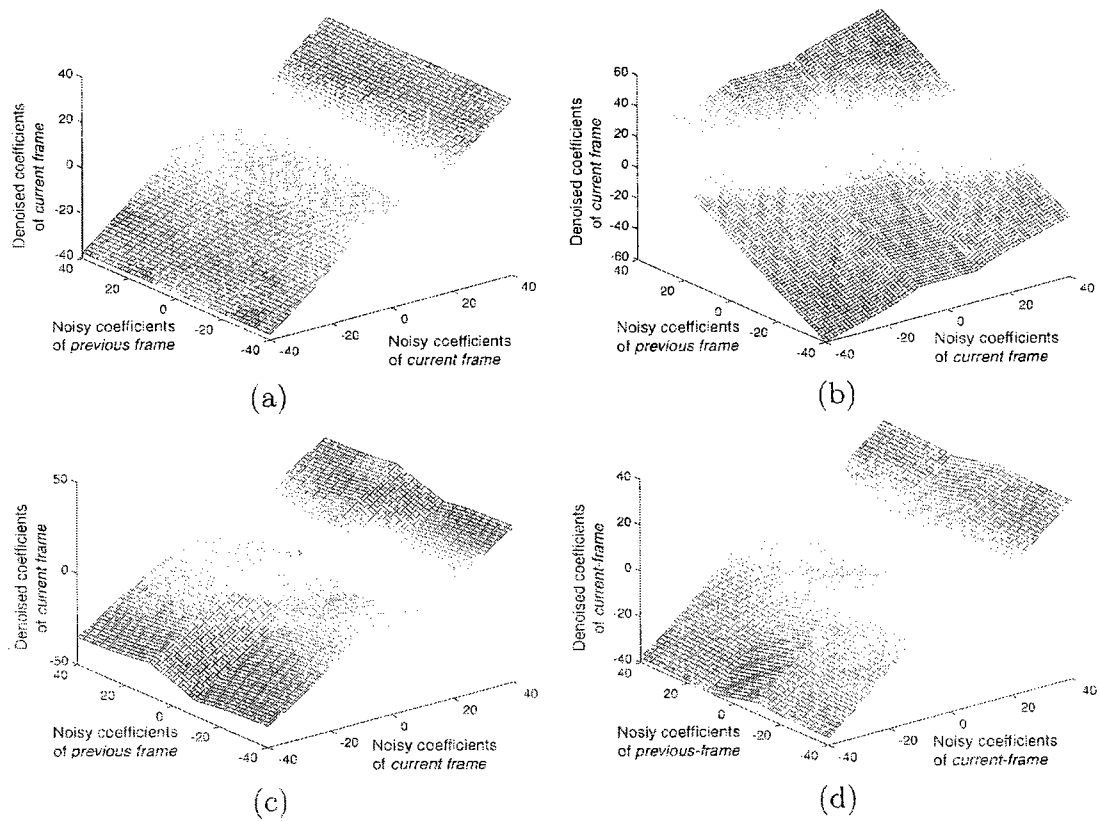 Denoised coefficients
of current frame
40
20
0
-20
-40
40
20
0
-20
-40
-40
-20
0
20
40
Noisy coefficients
of previous frame
Noisy coefficients
of current frame
(a)
Denoised coefficients
of current frame
60
40
20
0
-20
-40
-60
40
20
0
-20
-40
-40
-20
0
20
40
Noisy coefficients
of previous frame
Noisy coefficients
of current frame
(b)
Denoised coefficients
of current frame
50
0
-50
40
20
0
-20
-40
-40
-20
0
20
40
Noisy coefficients
of previous frame
Noisy coefficients
of current frame
(c)
Denoised coefficients
of current-frame
40
20
0
-20
-40
40
20
0
-20
-40
-40
-20
0
20
40
Noisy coefficients
of previous-frame
Noisy coefficients
of current-frame
(d)